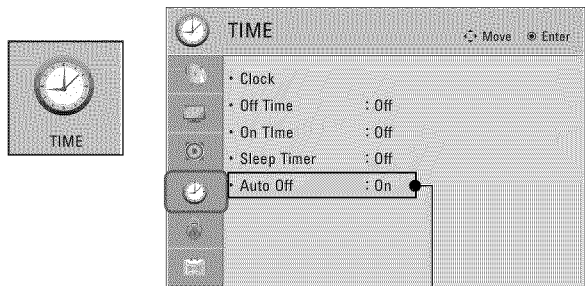 TIME
TIME
Move Enter
• Clock
• Off Time : Off
• On TIme : Off
• Sleep Timer : Off
• Auto Off : On